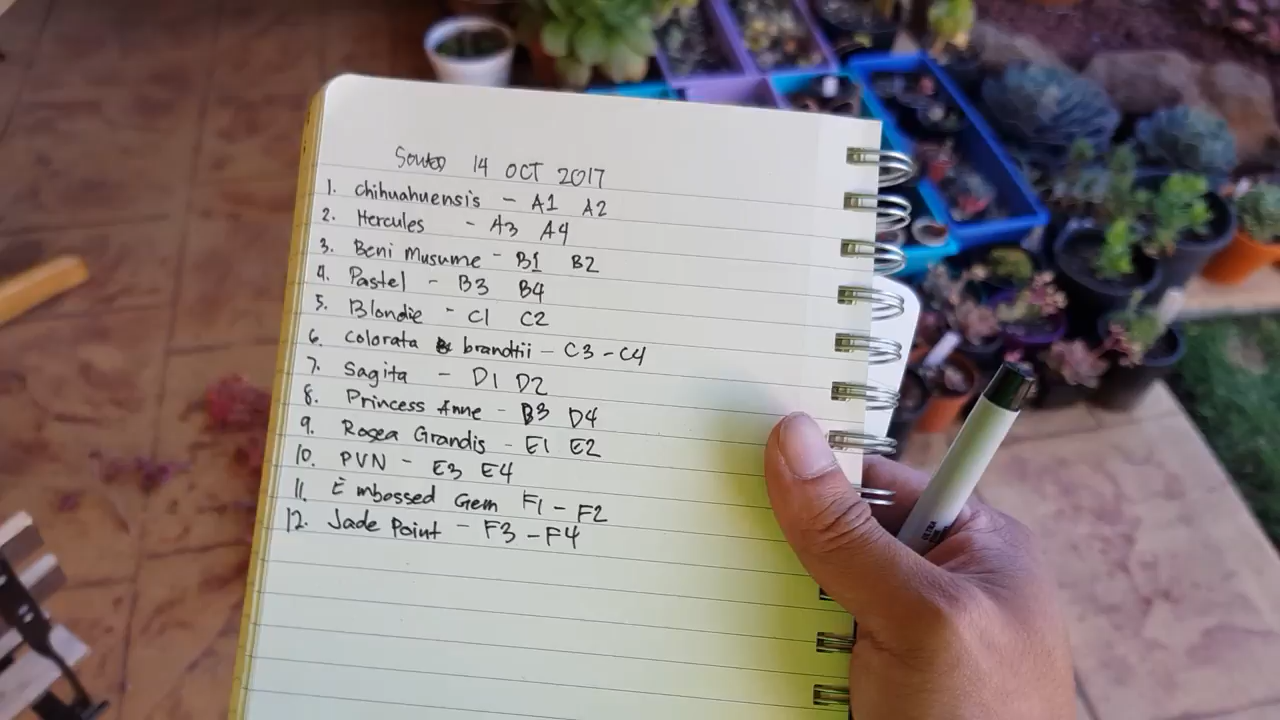 14 OCT 2017
1. Chihuahuensis - A1 A2
2. Hercules - A3 A4
3. Beni Musume - B1 B2
4. Pastel - B3 B4
5. Blondie - C1 C2
6. Colorata brandtii - C3 - C4
7. Sagita - D1 D2
8. Princess Anne - B3 D4
9. Rosea Grandis - E1 E2
10. PVN - E3 E4
11. Embossed Gem F1 - F2
12. Jade Point - F3 - F4